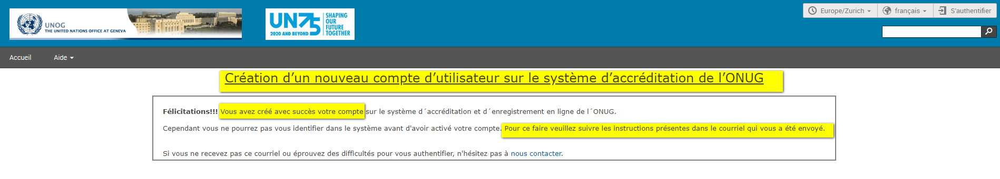 UNOG
THE UNITED NATIONS OFFICE AT GENEVA
UN75
2020 AND BEYOND
SHAPING
OUR
FUTURE
TOGETHER
Europe/Zurich
français
S'authentifier
Accueil
Aide
Création d’un nouveau compte d’utilisateur sur le système d’accréditation de l’ONUG
Félicitations!!! Vous avez créé avec succès votre compte sur le système d´accréditation et d´enregistrement en ligne de l´ONUG.
Cependant vous ne pourrez pas vous identifier dans le système avant d'avoir activé votre compte. Pour ce faire veuillez suivre les instructions présentes dans le courriel qui vous a été envoyé.
Si vous ne recevez pas ce courriel ou éprouvez des difficultés pour vous authentifier, n'hésitez pas à nous contacter.